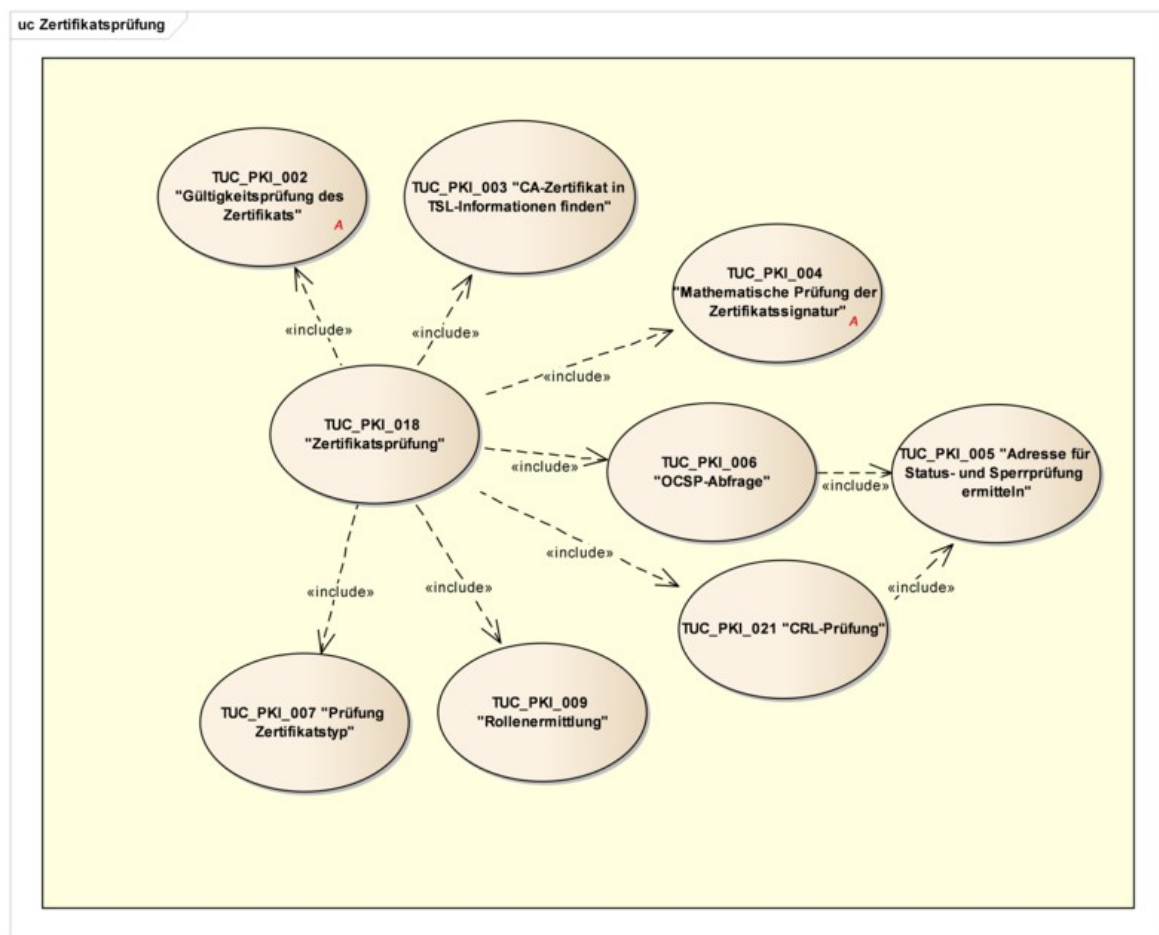 uc Zertifikatsprüfung
TUC_PKI_002
"Gültigkeitsprüfung des
Zertifikats"
A
TUC_PKI_003 "CA-Zertifikat in
TSL-Informationen finden"
TUC_PKI_004
"Mathematische Prüfung der
Zertifikatssignatur"
A
«include»
«include»
«include»
TUC_PKI_018
"Zertifikatsprüfung"
TUC_PKI_006
"OCSP-Abfrage"
TUC_PKI_005 "Adresse für
Status- und Sperrprüfung
ermitteln"
«include»
«include»
«include»
«include»
TUC_PKI_021 "CRL-Prüfung"
«include»
«include»
TUC_PKI_007 "Prüfung
Zertifikatstyp"
TUC_PKI_009
"Rollenermittlung"